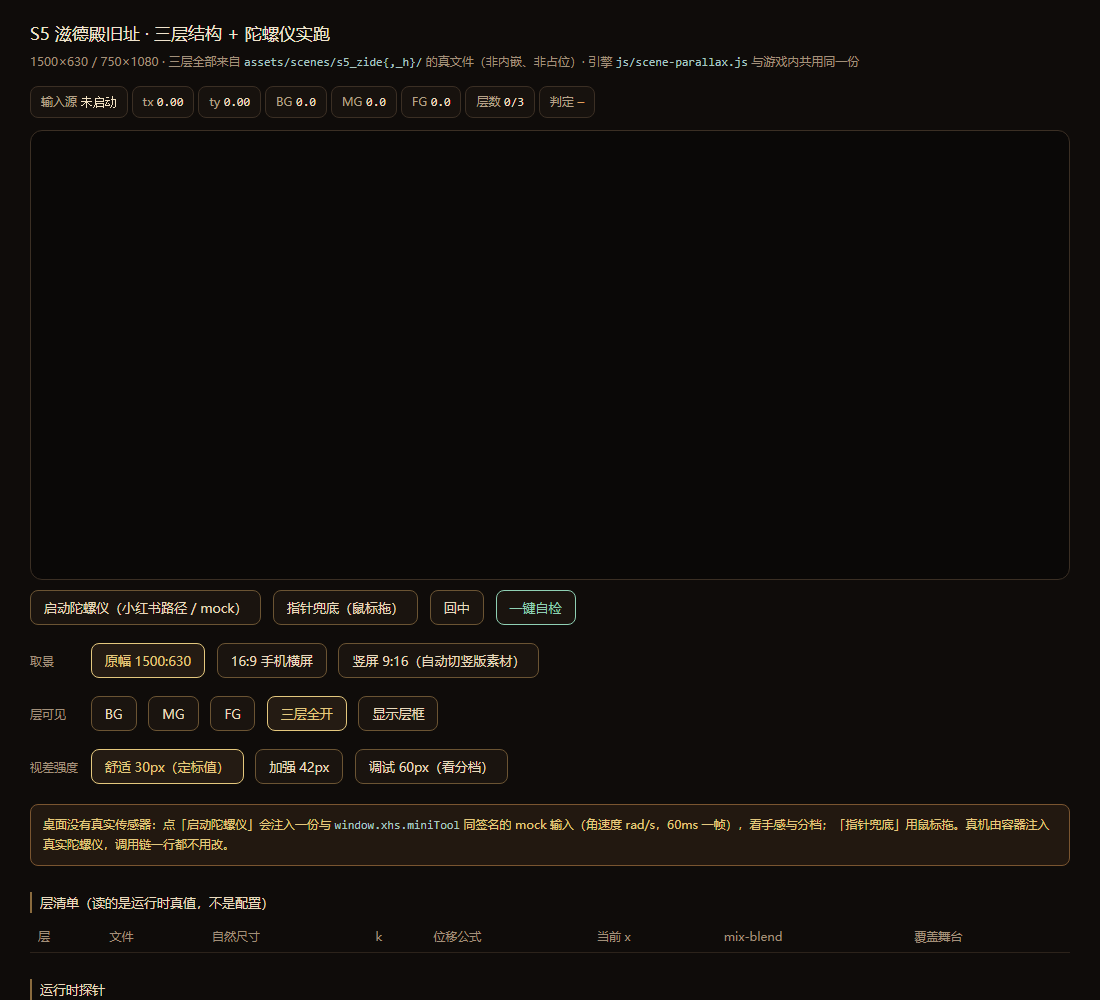 S5 滋德殿旧址 · 三层结构 + 陀螺仪实跑
1500×630 / 750×1080 · 三层全部来自 assets/scenes/s5_zide{,_h}/ 的真文件（非内嵌、非占位）· 引擎 js/scene-parallax.js 与游戏内共用同一份
输入源 未启动 tx 0.00 ty 0.00 BG 0.0 MG 0.0 FG 0.0 层数 0/3 判定 —
启动陀螺仪（小红书路径 / mock） 指针兜底（鼠标拖） 回中 一键自检
取景 原幅 1500:630 16:9 手机横屏 竖屏 9:16（自动切竖版素材）
层可见 BG MG FG 三层全开 显示层框
视差强度 舒适 30px（定标值） 加强 42px 调试 60px（看分档）
桌面没有真实传感器：点「启动陀螺仪」会注入一份与 window.xhs.miniTool 同签名的 mock 输入（角速度 rad/s，60ms 一帧），看手感与分档；「指针兜底」用鼠标拖。真机由容器注入
真实陀螺仪，调用链一行都不用改。
层清单（读的是运行时真值，不是配置）
层 文件 自然尺寸 k 位移公式 当前 x mix-blend 覆盖舞台
运行时探针